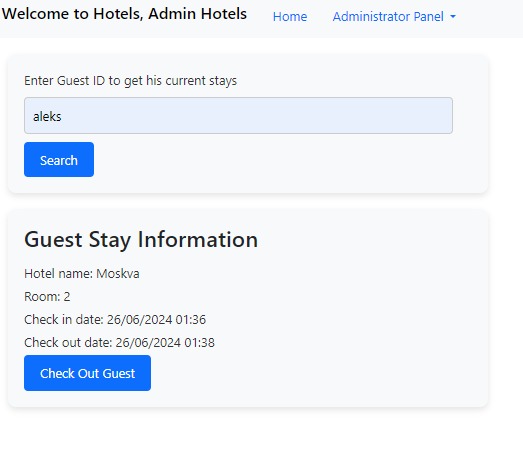 Welcome to Hotels, Admin Hotels Home Administrator Panel
Enter Guest ID to get his current stays
aleks
Search
Guest Stay Information
Hotel name: Moskva
Room: 2
Check in date: 26/06/2024 01:36
Check out date: 26/06/2024 01:38
Check Out Guest